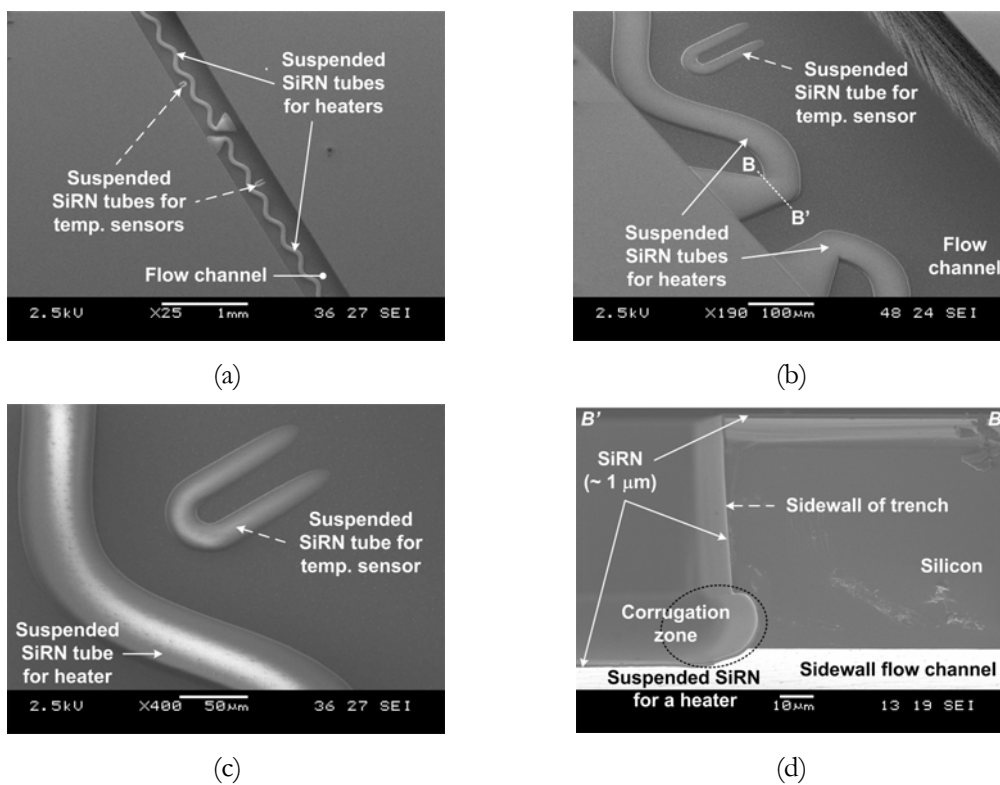 Suspended
SiRN tubes
for heaters
Suspended
SiRN tubes for
temp. sensors
Flow channel
2.5kV X25 1mm 36 27 SEI
(a)
Suspended
SiRN tube for
temp. sensor
B
B'
Suspended
SiRN tubes
for heaters
Flow
channel
2.5kV X190 100µm 48 24 SEI
(b)
Suspended
SiRN tube for
temp. sensor
Suspended
SiRN tube
for heater
2.5kV X400 50µm 36 27 SEI
(c)
B' B
SiRN
(~ 1 µm)
Sidewall of trench
Silicon
Corrugation
zone
Suspended SiRN
for a heater
Sidewall flow channel
10µm 13 19 SEI
(d)